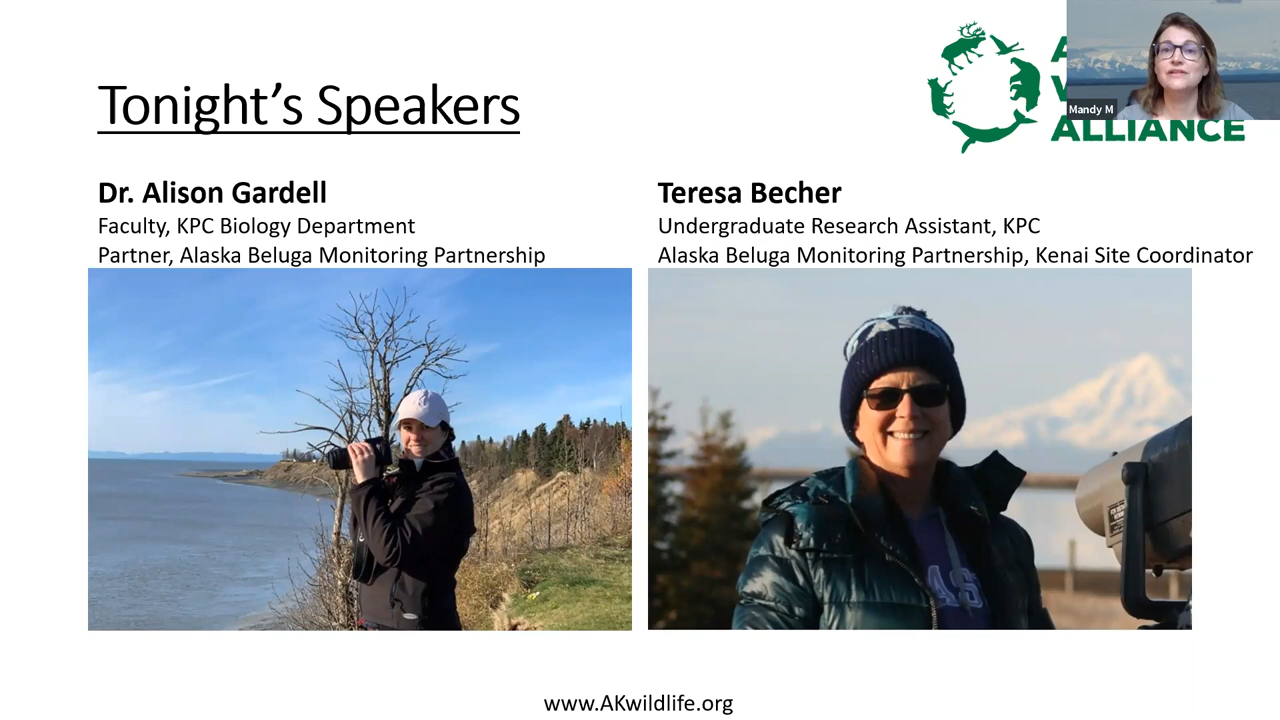 Tonight's Speakers
A
W
ALLIANCE
Mandy M
Dr. Alison Gardell
Faculty, KPC Biology Department
Partner, Alaska Beluga Monitoring Partnership
Teresa Becher
Undergraduate Research Assistant, KPC
Alaska Beluga Monitoring Partnership, Kenai Site Coordinator
www.AKwildlife.org